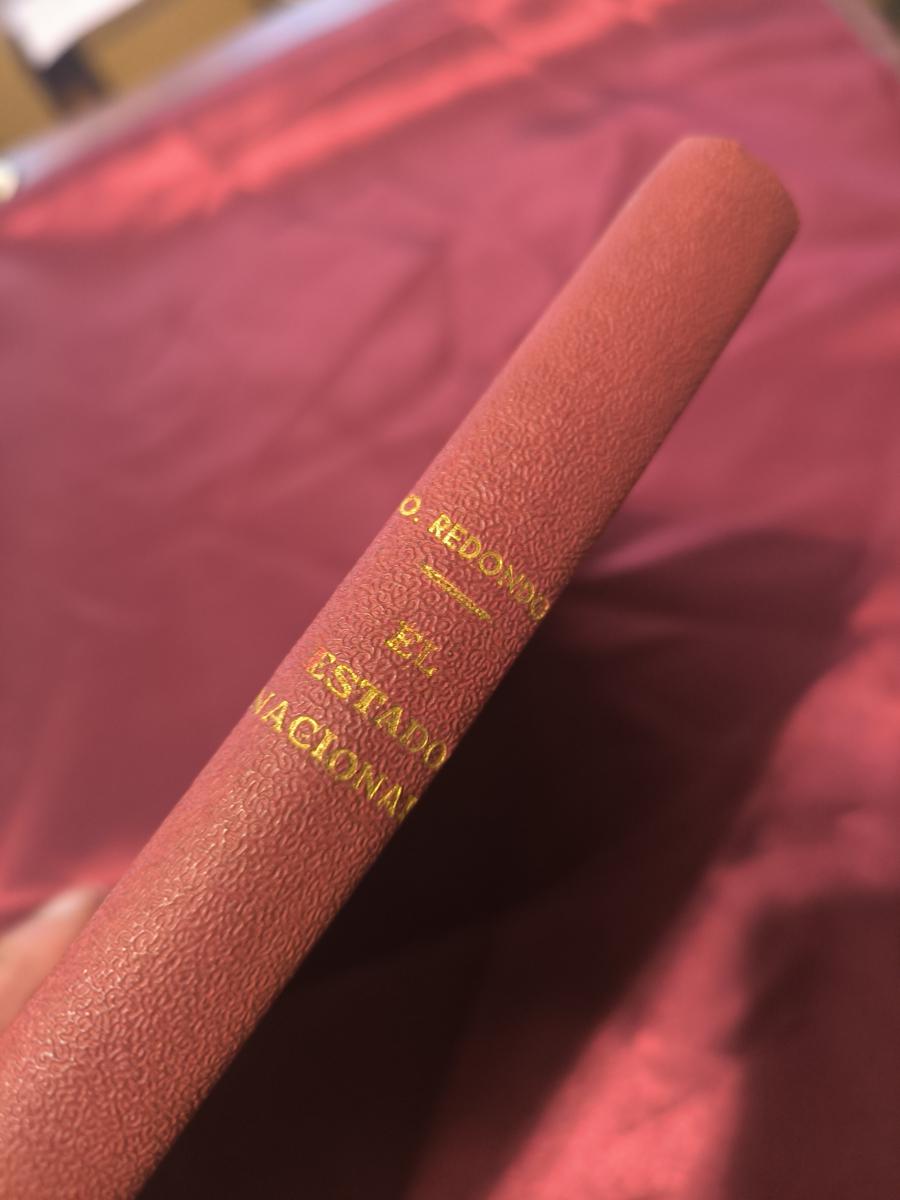 O. REDONDO
EL
ESTADO
NACIONAL